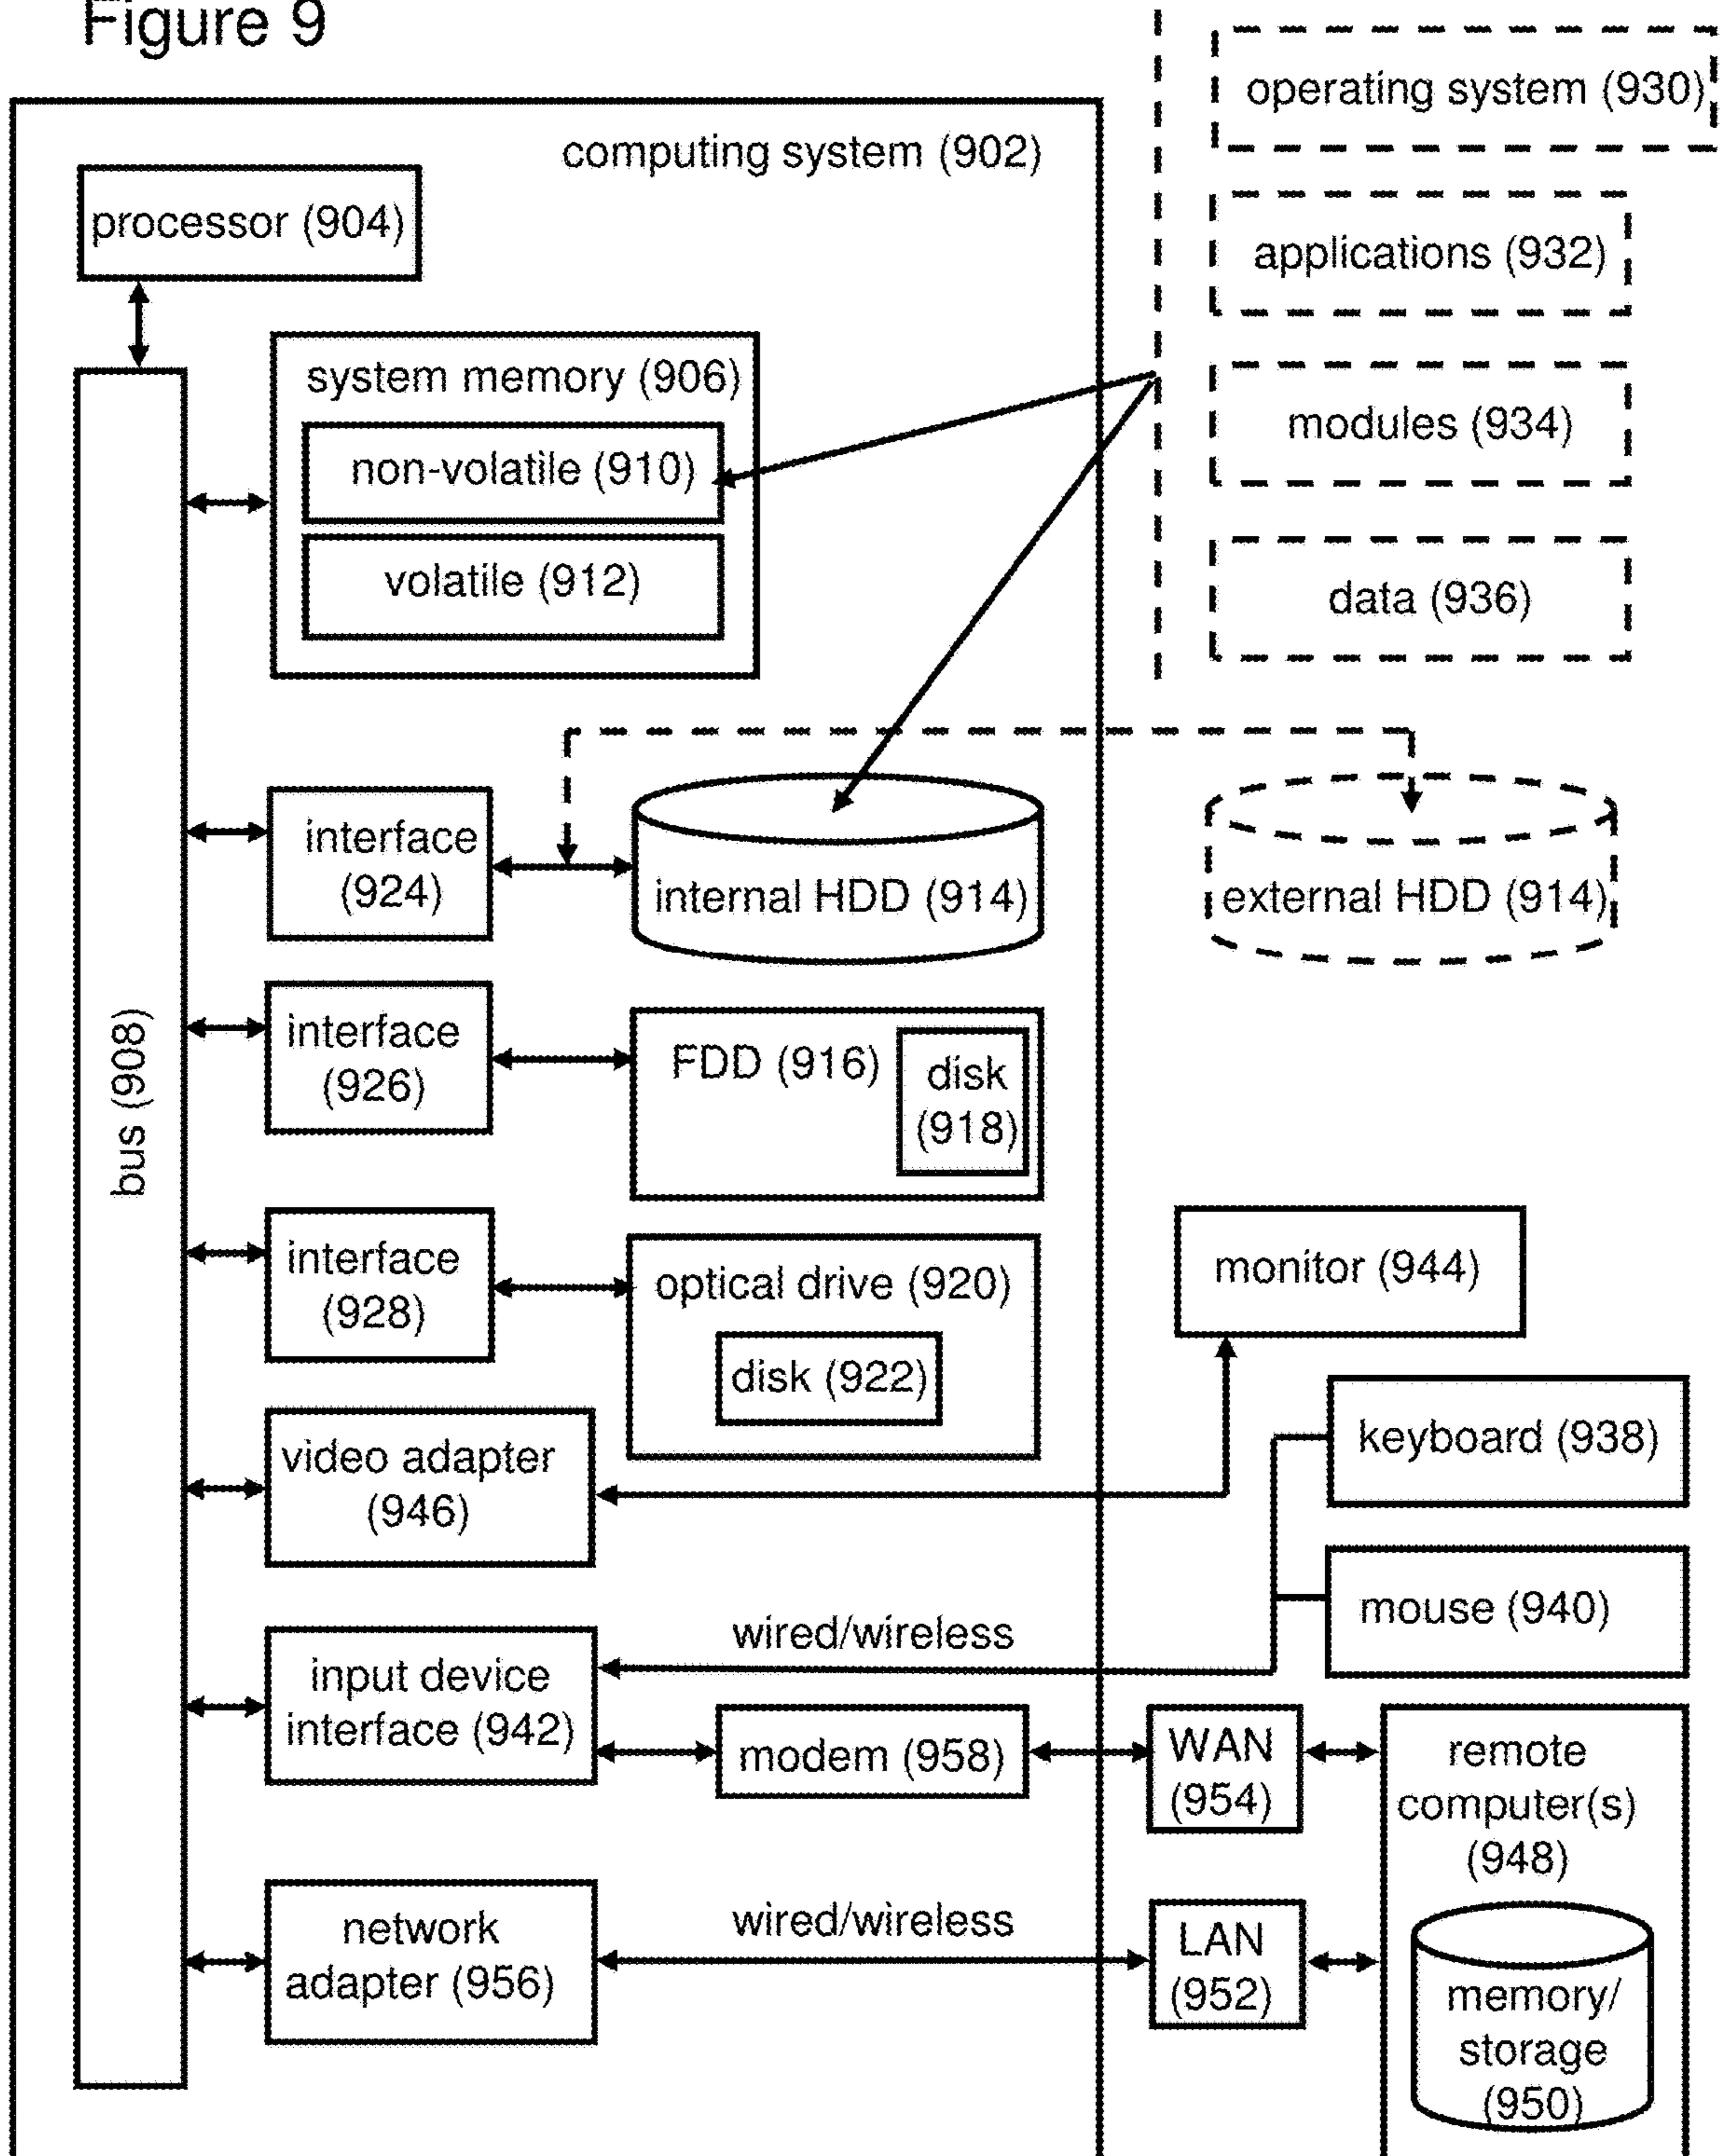 Figure 9
operating system (930)
computing system (902)
processor (904)
applications (932)
system memory (906)
non-volatile (910)
modules (934)
volatile (912)
data (936)
interface
(924)
internal HDD (914)
external HDD (914)
bus (908)
interface
(926)
FDD (916)
disk
(918)
interface
(928)
optical drive (920)
disk (922)
monitor (944)
video adapter
(946)
keyboard (938)
mouse (940)
wired/wireless
input device
interface (942)
modem (958)
WAN
(954)
remote
computer(s)
(948)
network
adapter (956)
wired/wireless
LAN
(952)
memory/
storage
(950)